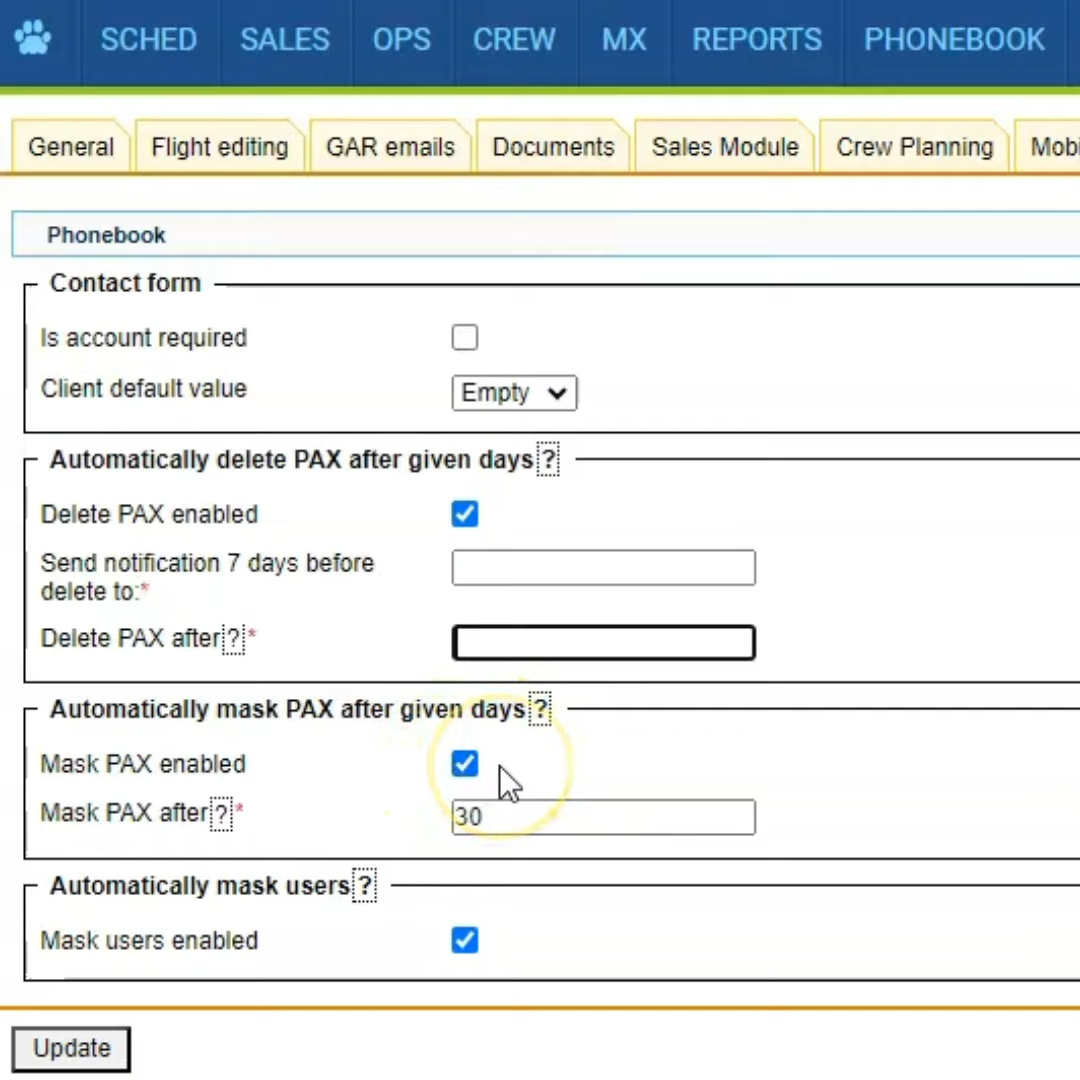 SCHED SALES OPS CREW MX REPORTS PHONEBOOK
General Flight editing GAR emails Documents Sales Module Crew Planning
Phonebook
Contact form
Is account required
Client default value Empty
Automatically delete PAX after given days?
Delete PAX enabled
Send notification 7 days before
delete to:*
Delete PAX after?*
Automatically mask PAX after given days?
Mask PAX enabled
Mask PAX after?* 30
Automatically mask users?
Mask users enabled
Update